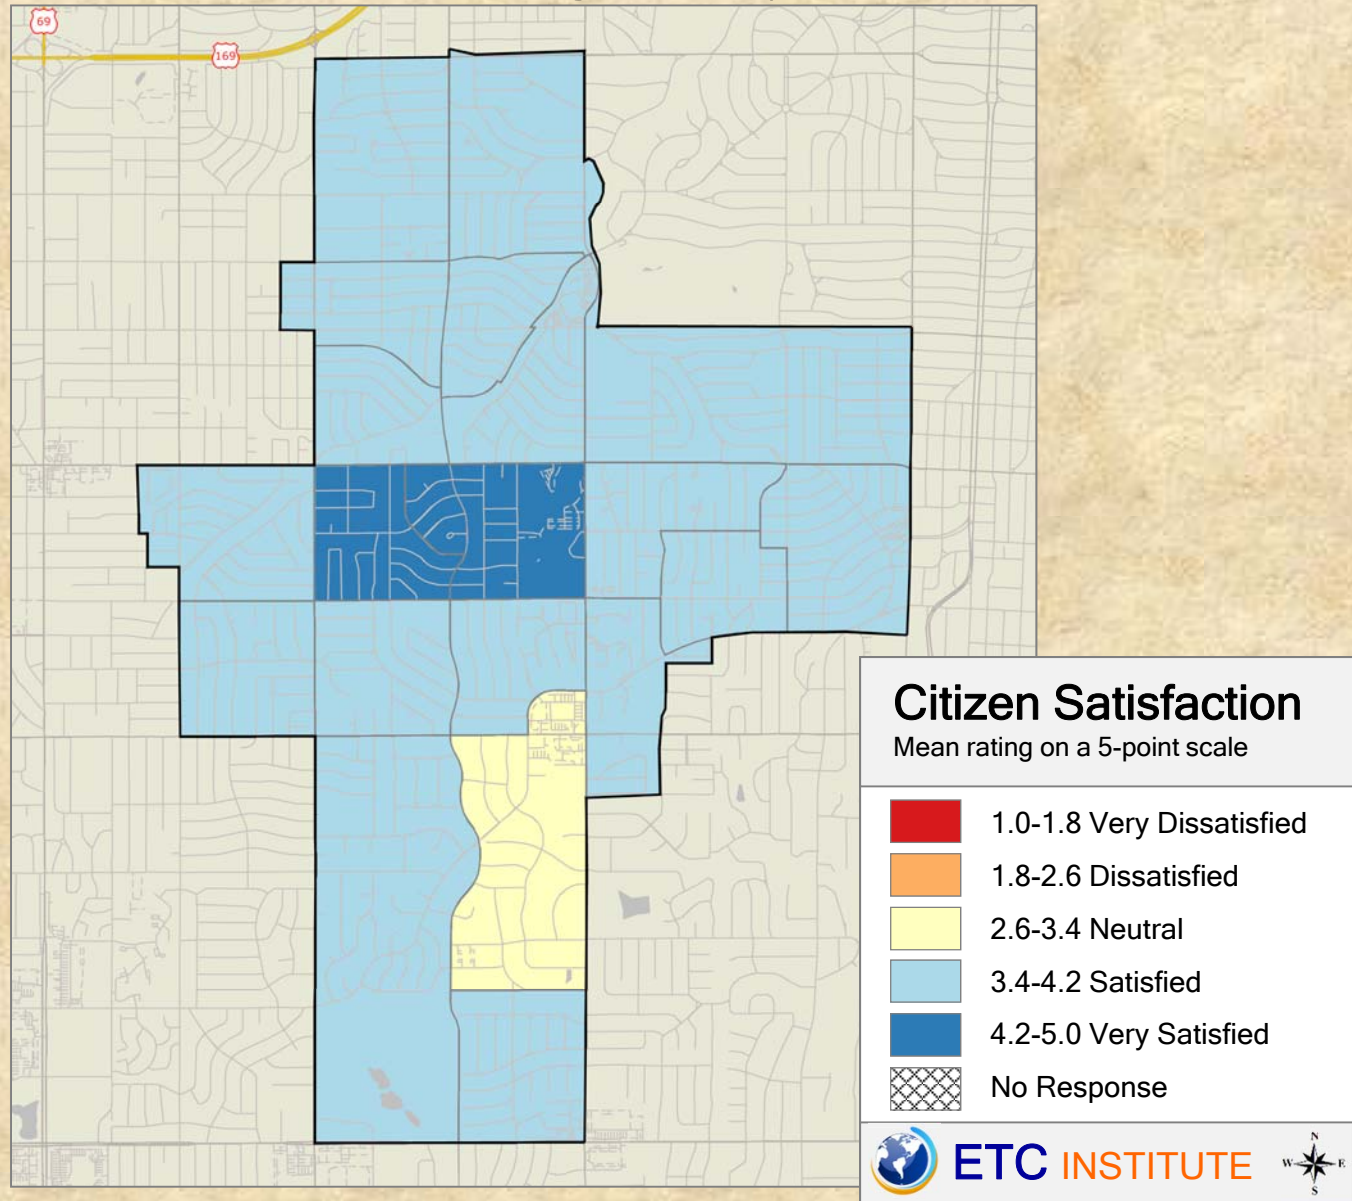 69
169
Citizen Satisfaction
Mean rating on a 5-point scale
1.0-1.8 Very Dissatisfied
1.8-2.6 Dissatisfied
2.6-3.4 Neutral
3.4-4.2 Satisfied
4.2-5.0 Very Satisfied
No Response
ETC INSTITUTE
N
W E
S